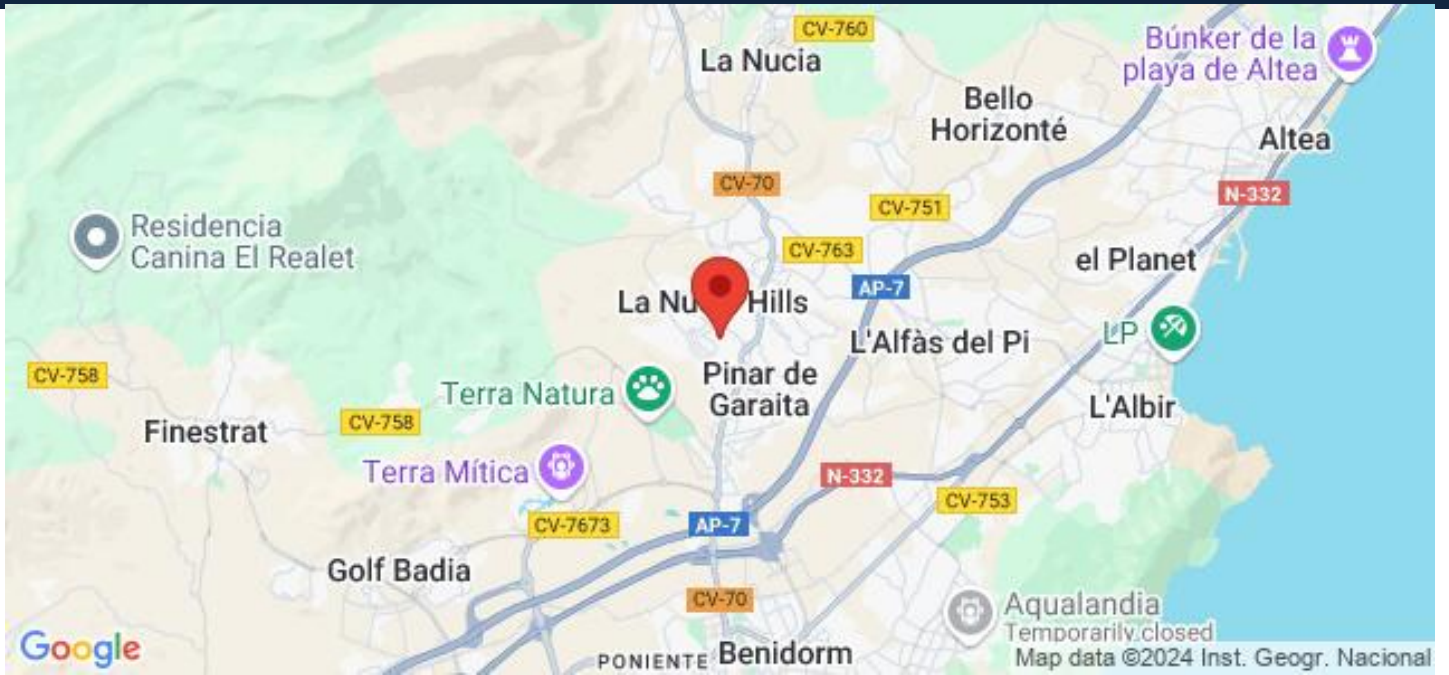 CV-760
La Nucia
Búnker de la
playa de Altea
Bello
Horizonté
Altea
CV-70
N-332
CV-751
Residencia
Canina El Realet
CV-763
el Planet
AP-7
La Nu Hills
L'Alfàs del Pi
LP
CV-758
Pinar de
Garaita
Terra Natura
L'Albir
CV-758
Finestrat
Terra Mítica
N-332
CV-753
CV-7673
AP-7
Golf Badia
CV-70
Aqualandia
Temporarily closed
Google
PONIENTE
Benidorm
Map data ©2024 Inst. Geogr. Nacional